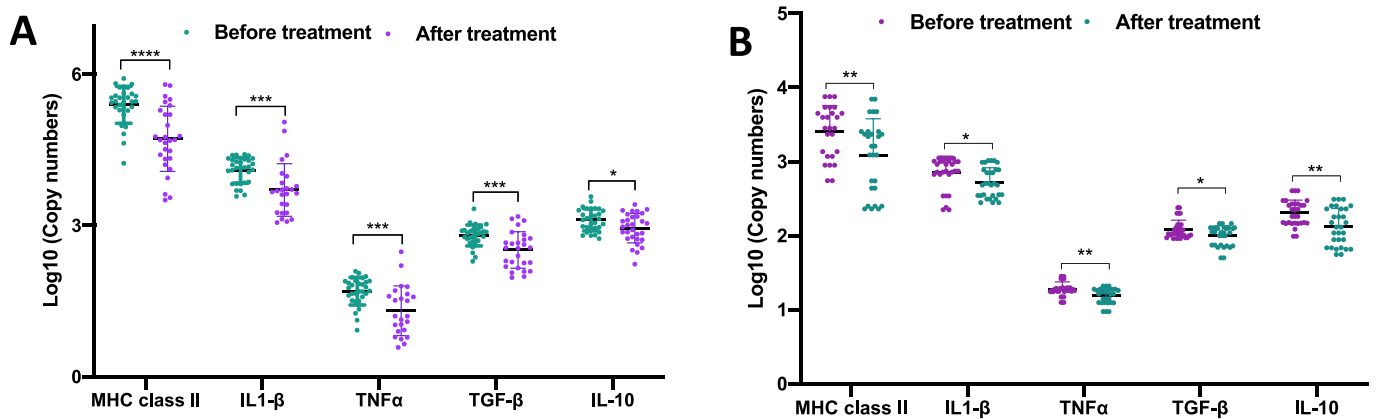 A
Before treatment
After treatment
Log10 (Copy numbers)
6
3
0
****
***
***
***
*
MHC class II
IL1-β
TNFα
TGF-β
IL-10
B
Before treatment
After treatment
Log10 (Copy numbers)
5
4
3
2
1
0
**
*
**
*
**
MHC class II
IL1-β
TNFα
TGF-β
IL-10